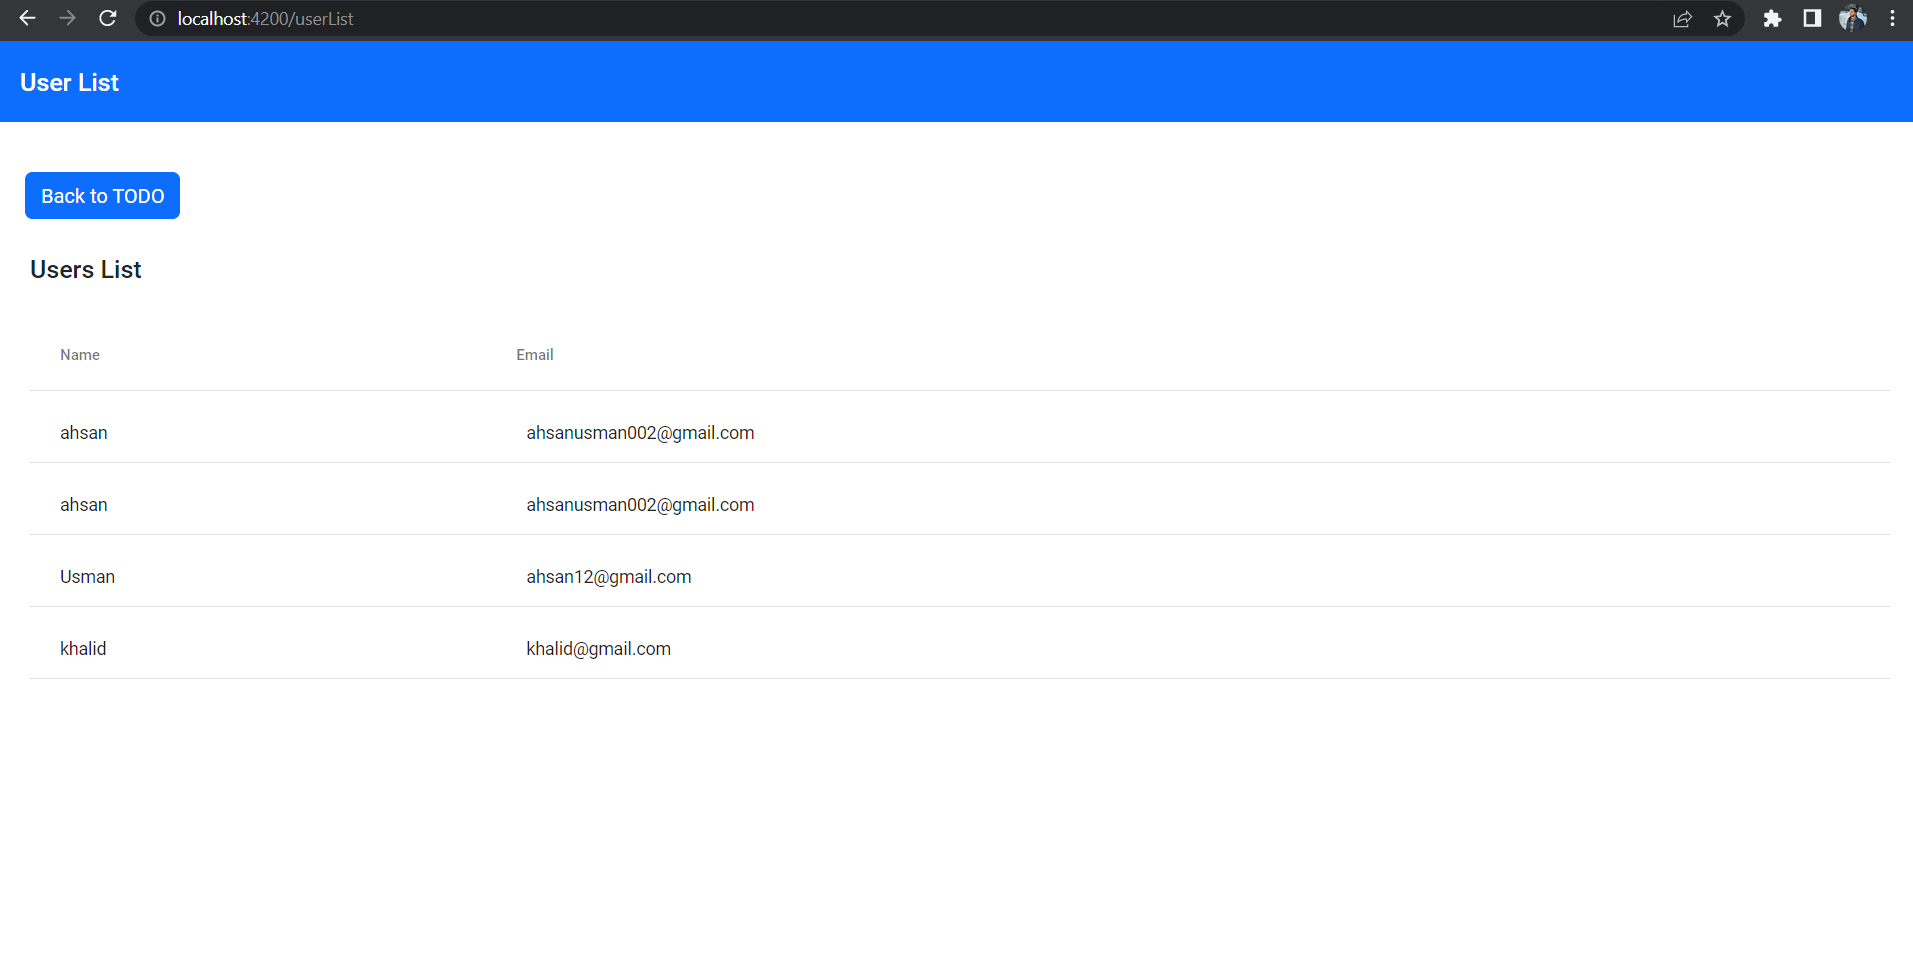 localhost:4200/userList
User List
Back to TODO
Users List
Name Email
ahsan ahsanusman002@gmail.com
ahsan ahsanusman002@gmail.com
Usman ahsan12@gmail.com
khalid khalid@gmail.com